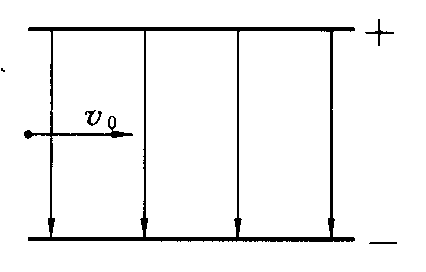 +
v₀
—